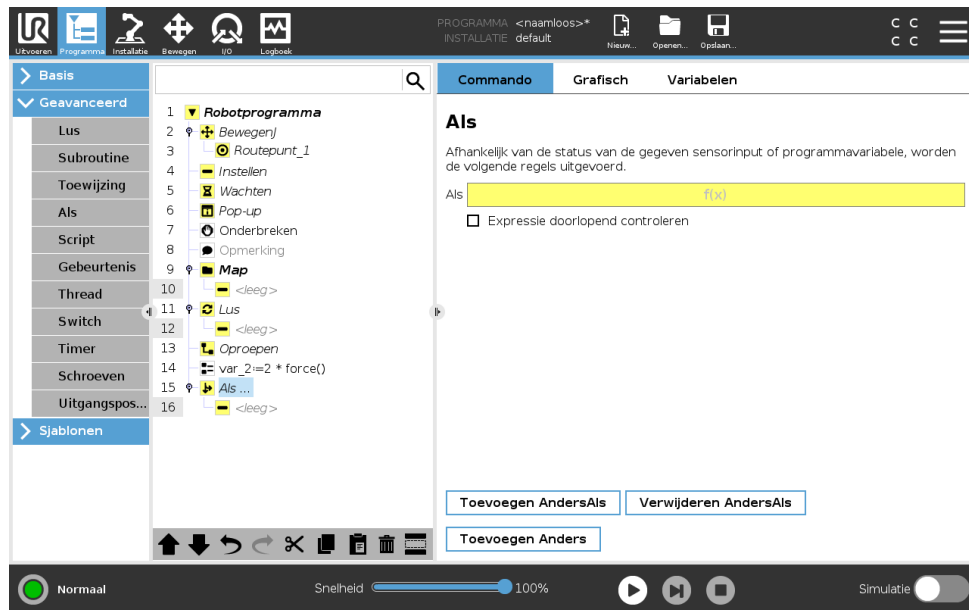 UR
PROGRAMMA <naamloos>*
INSTALLATIE default
Uitvoeren Programma Installatie Bewegen I/O Logboek Nieuw... Openen... Opslaan...
C C
C C
Basis
Geavanceerd
Lus
Subroutine
Toewijzing
Als
Script
Gebeurtenis
Thread
Switch
Timer
Schroeven
Uitgangspos...
Sjablonen
1 Robotprogramma
2 BewegenJ
3 Routepunt_1
4 Instellen
5 Wachten
6 Pop-up
7 Onderbreken
8 Opmerking
9 Map
10 <leeg>
11 Lus
12 <leeg>
13 Oproepen
14 var_2:=2 * force()
15 Als ...
16 <leeg>
Commando Grafisch Variabelen
Als
Afhankelijk van de status van de gegeven sensorinput of programmavariabele, worden
de volgende regels uitgevoerd.
Als f(x)
Expressie doorlopend controleren
Toevoegen AndersAls Verwijderen AndersAls
Toevoegen Anders
Normaal Snelheid 100% Simulatie